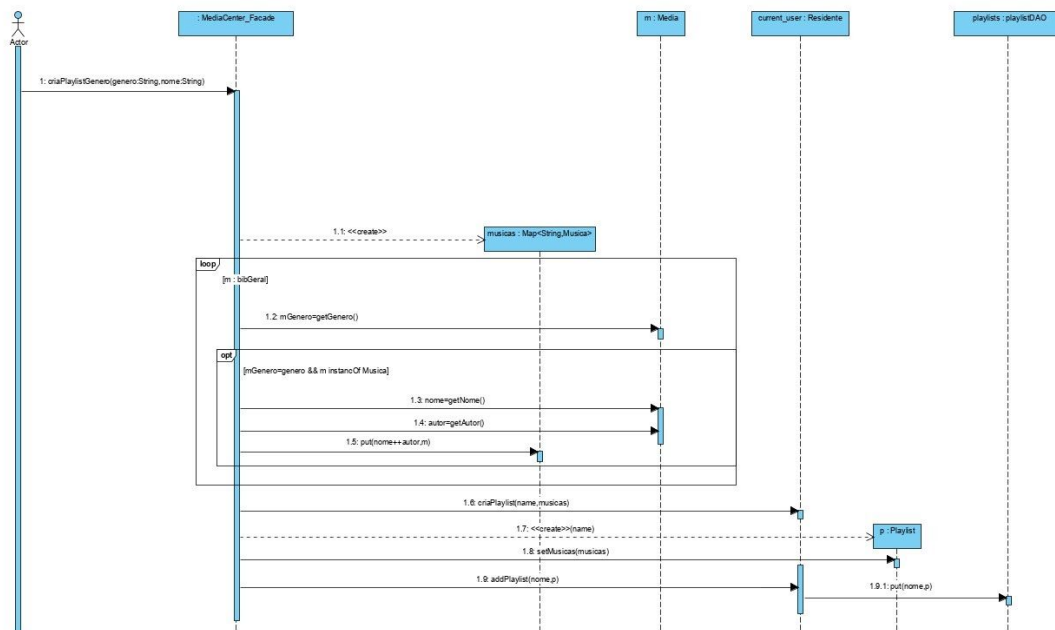 : MediaCenter_Facade
m : Media
current_user : Residente
playlists : playlistDAO
Actor
1: criaPlaylistGenero(genero:String,nome:String)
1.1: <<create>>
musicas : Map<String,Musica>
loop
[m : bibGeral]
1.2: mGenero=getGenero()
opt
[mGenero=genero && m instancOf Musica]
1.3: nome=getNome()
1.4: autor=getAutor()
1.5: put(nome++autor,m)
1.6: criaPlaylist(name,musicas)
1.7: <<create>>(name)
p : Playlist
1.8: setMusicas(musicas)
1.9: addPlaylist(nome,p)
1.9.1: put(nome,p)